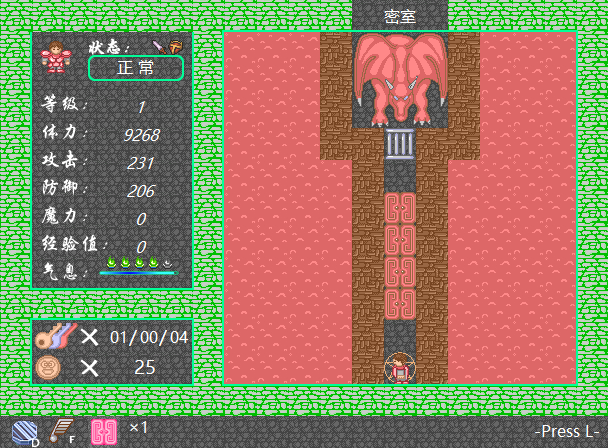 密室
状态：
正常
等级： 1
体力： 9268
攻击： 231
防御： 206
魔力： 0
经验值： 0
气息：
01/00/04
25
D
F
×1
-Press L-